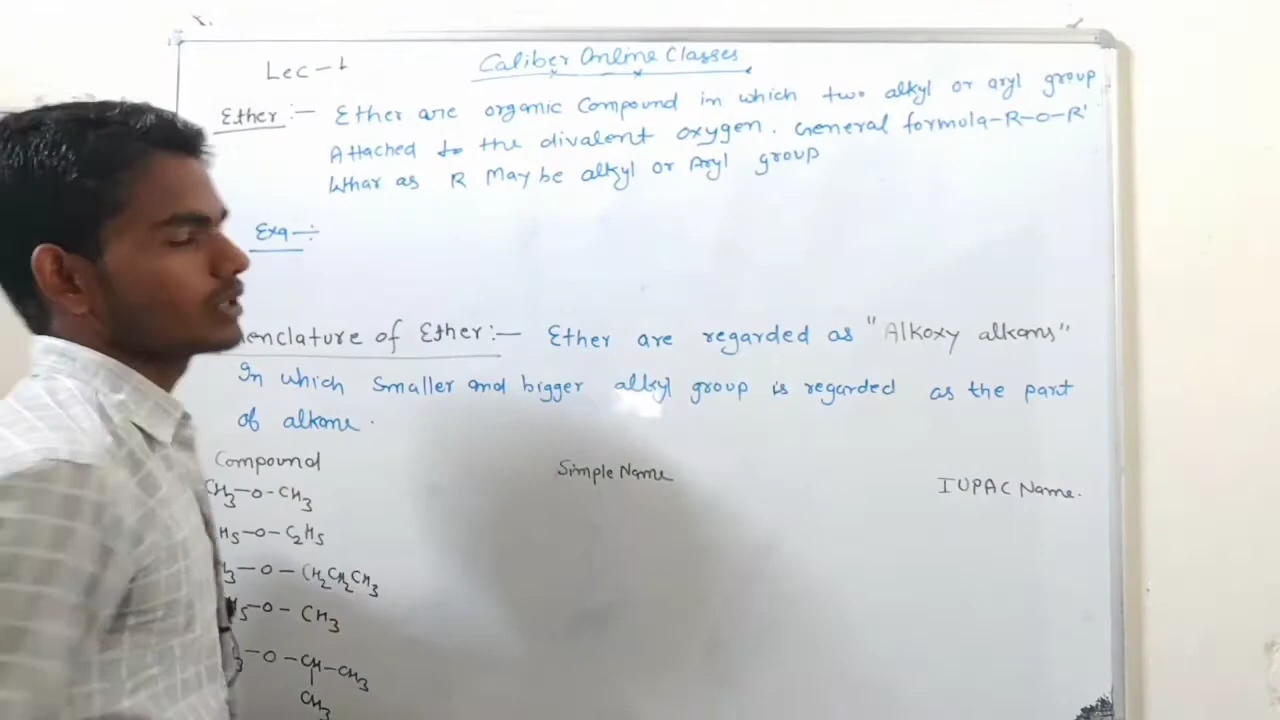 Lec-1
Caliber Online Classes
Ether :- Ether are organic Compound in which two alkyl or aryl group
Attached to the divalent oxygen. General formula-R-O-R'
Whar as R May be alkyl or Aryl group
Exa -:
enclature of Ether:- Ether are regarded as "Alkoxy alkans"
In which Smaller and bigger alkyl group is regarded as the part
of alkane.
Compound Simple Name IUPAC Name.
CH3-O-CH3
H5-O-C2H5
3-O-CH2CH2CH3
H5-O-CH3
3-O-CH-CH3
CH3